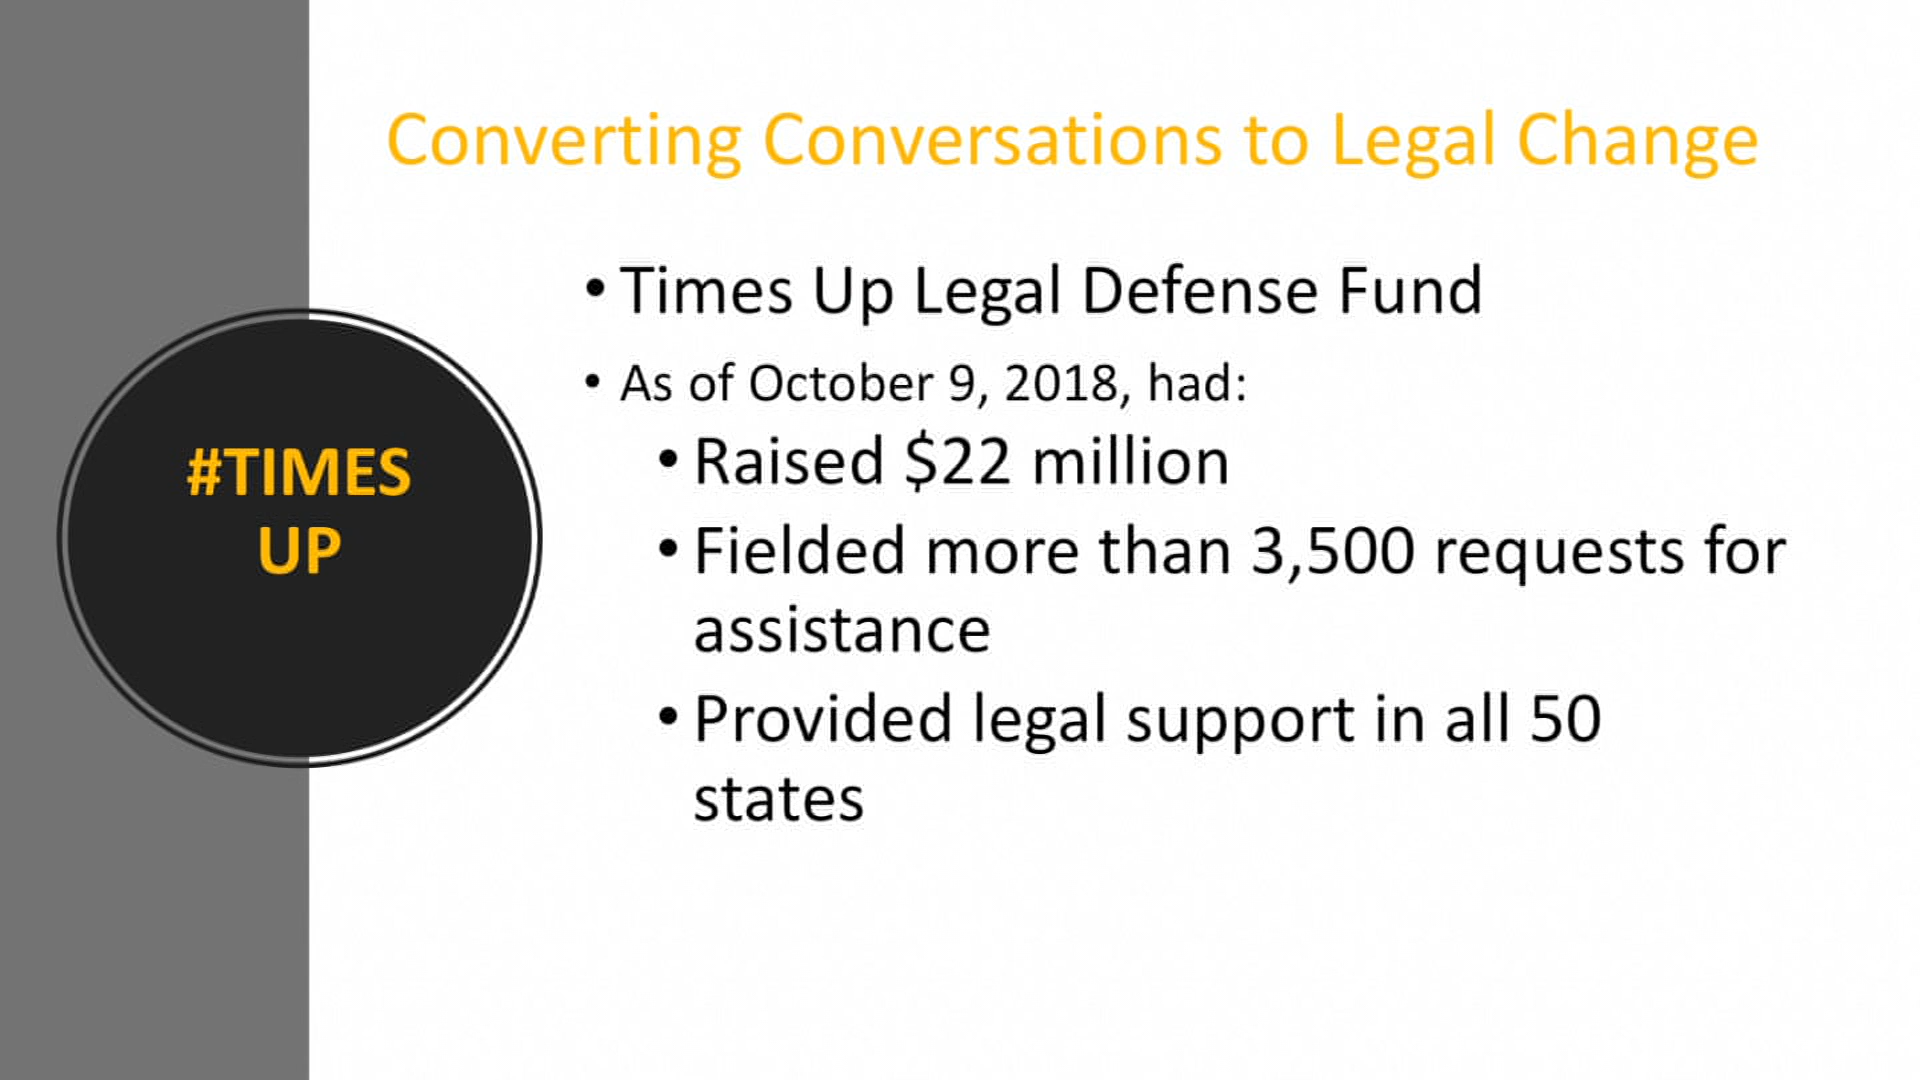 Converting Conversations to Legal Change
#TIMES
UP
• Times Up Legal Defense Fund
• As of October 9, 2018, had:
• Raised $22 million
• Fielded more than 3,500 requests for
assistance
• Provided legal support in all 50
states